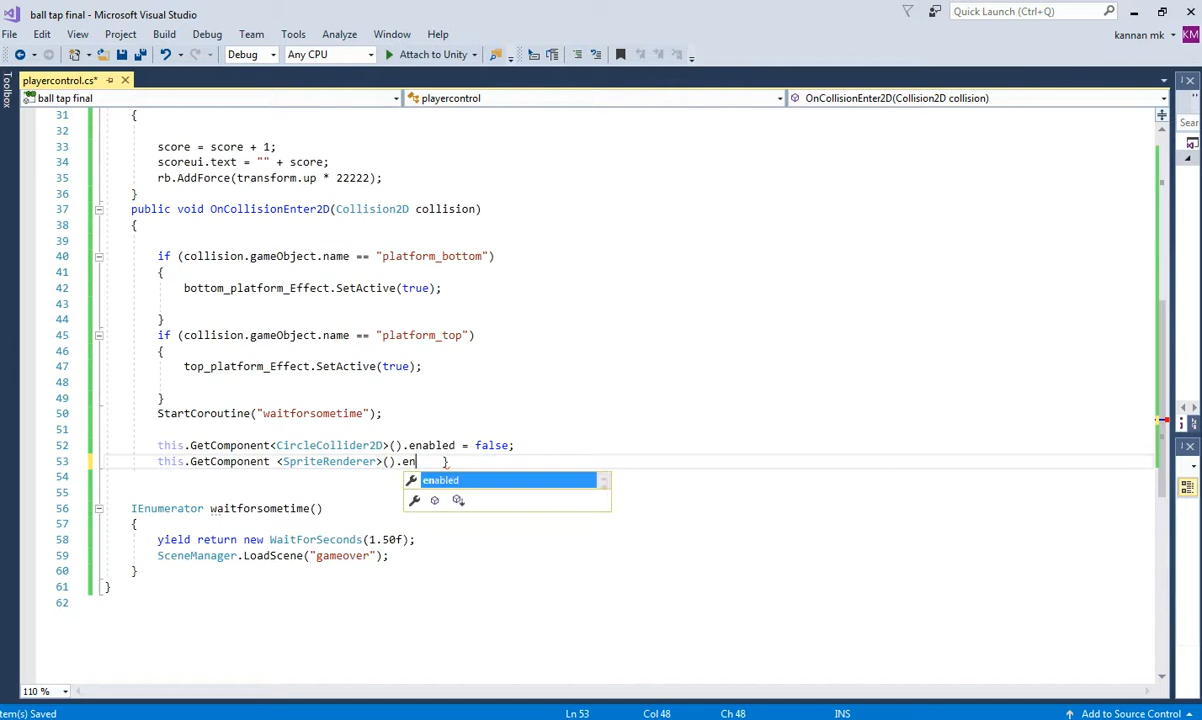 ball tap final - Microsoft Visual Studio
Quick Launch (Ctrl+Q)
File Edit View Project Build Debug Team Tools Analyze Window Help
kannan mk KM
Debug Any CPU Attach to Unity
Toolbox
playercontrol.cs*
ball tap final playercontrol OnCollisionEnter2D(Collision2D collision)
Sear
31 {
32
33 score = score + 1;
34 scoreui.text = "" + score;
35 rb.AddForce(transform.up * 22222);
36 }
37 public void OnCollisionEnter2D(Collision2D collision)
38 {
39
40 if (collision.gameObject.name == "platform_bottom")
41 {
42 bottom_platform_Effect.SetActive(true);
43
44 }
45 if (collision.gameObject.name == "platform_top")
46 {
47 top_platform_Effect.SetActive(true);
48
49 }
50 StartCoroutine("waitforsometime");
51
52 this.GetComponent<CircleCollider2D>().enabled = false;
53 this.GetComponent <SpriteRenderer>().en }
enabled
54
55
56 IEnumerator waitforsometime()
57 {
58 yield return new WaitForSeconds(1.50f);
59 SceneManager.LoadScene("gameover");
60 }
61 }
62
110 %
tem(s) Saved Ln 53 Col 48 Ch 48 INS Add to Source Control